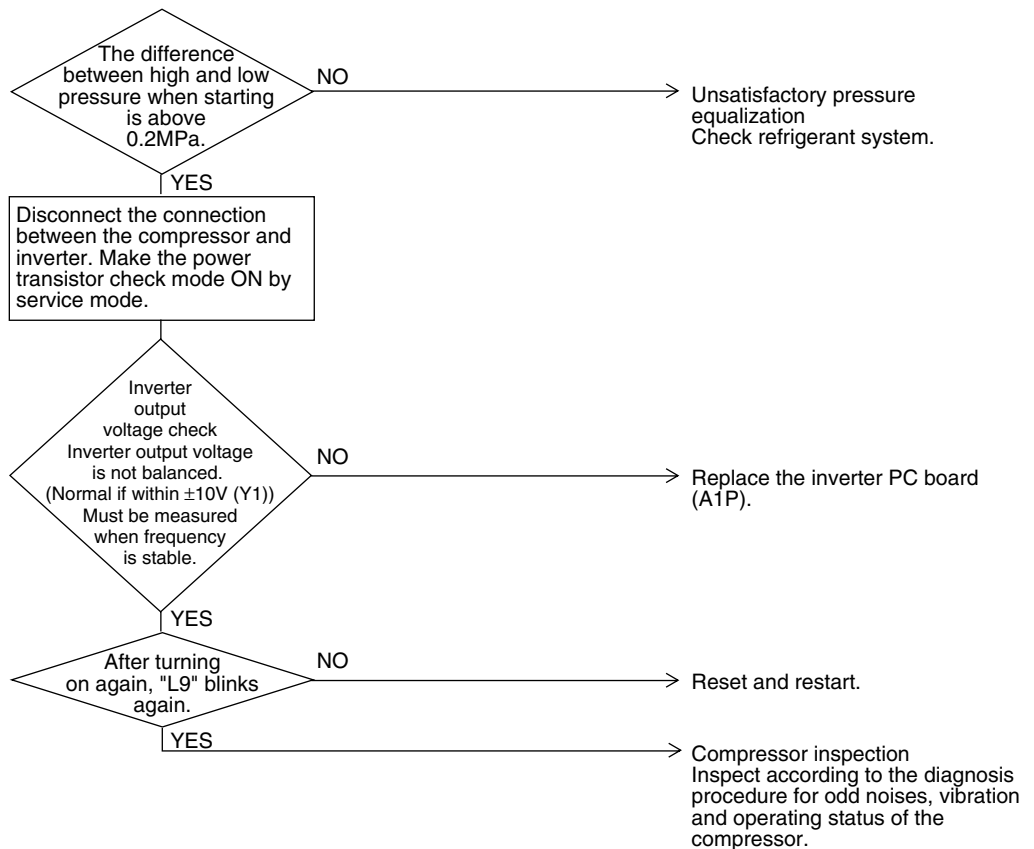 The difference
between high and low
pressure when starting
is above
0.2MPa.
NO
Unsatisfactory pressure
equalization
Check refrigerant system.
YES
Disconnect the connection
between the compressor and
inverter. Make the power
transistor check mode ON by
service mode.
Inverter
output
voltage check
Inverter output voltage
is not balanced.
(Normal if within ±10V (Y1))
Must be measured
when frequency
is stable.
NO
Replace the inverter PC board
(A1P).
YES
After turning
on again, "L9" blinks
again.
NO
Reset and restart.
YES
Compressor inspection
Inspect according to the diagnosis
procedure for odd noises, vibration
and operating status of the
compressor.